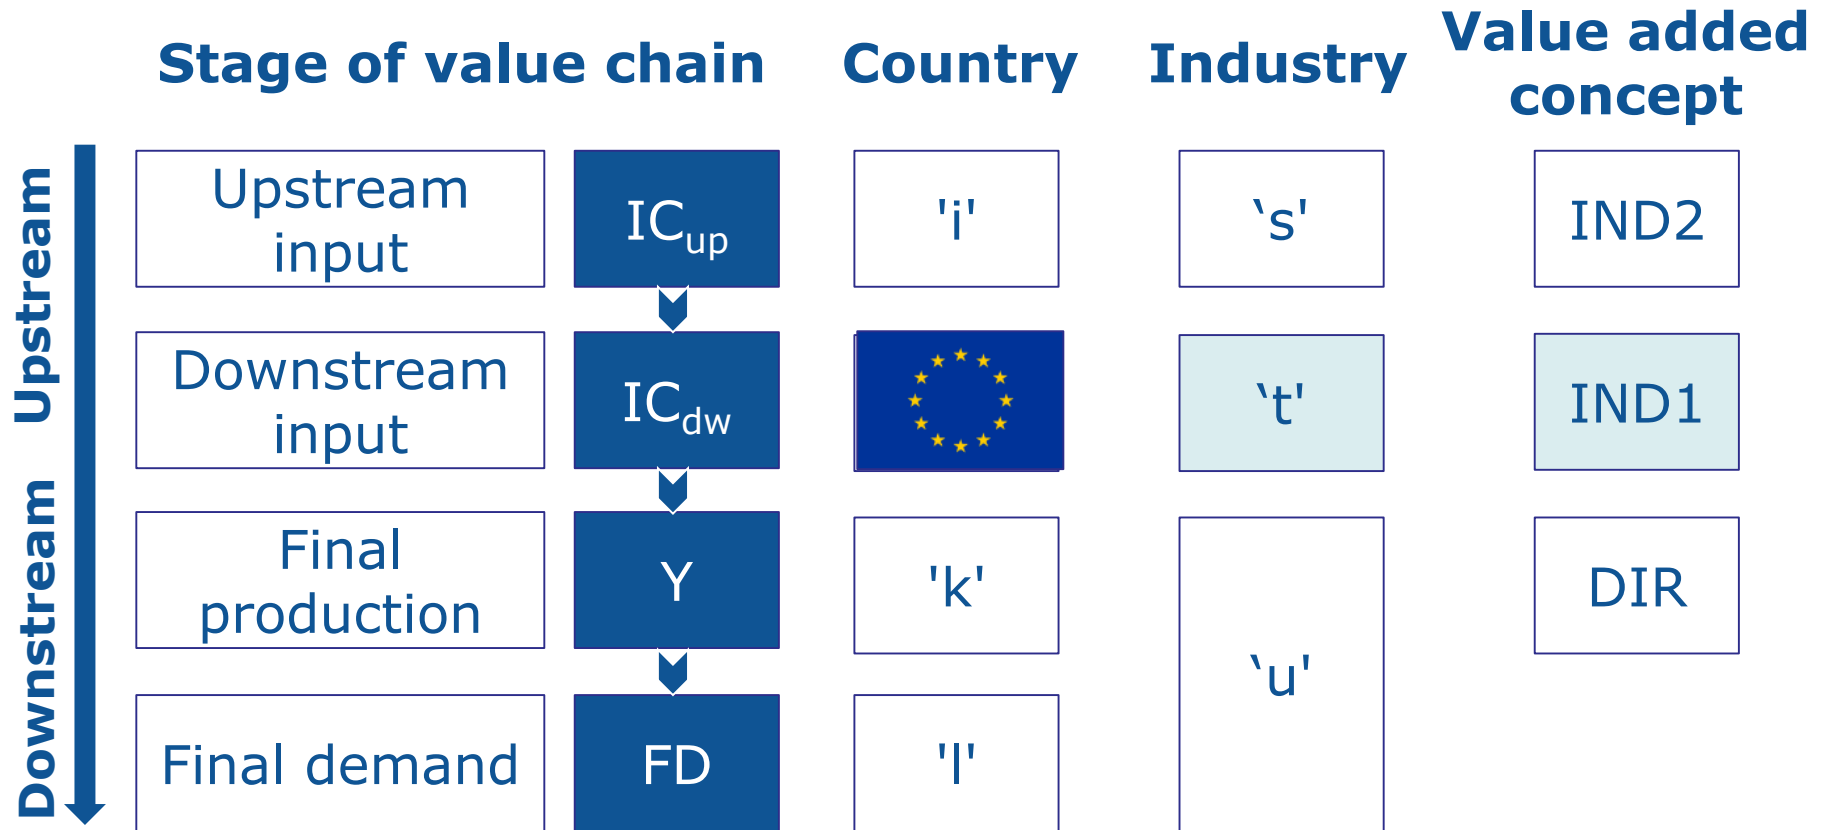 Stage of value chain
Country
Industry
Value added
concept
Upstream
Downstream
Upstream
input
ICup
'i'
‵s'
IND2
Downstream
input
ICdw
‵t'
IND1
Final
production
Y
'k'
‵u'
DIR
Final demand
FD
'l'